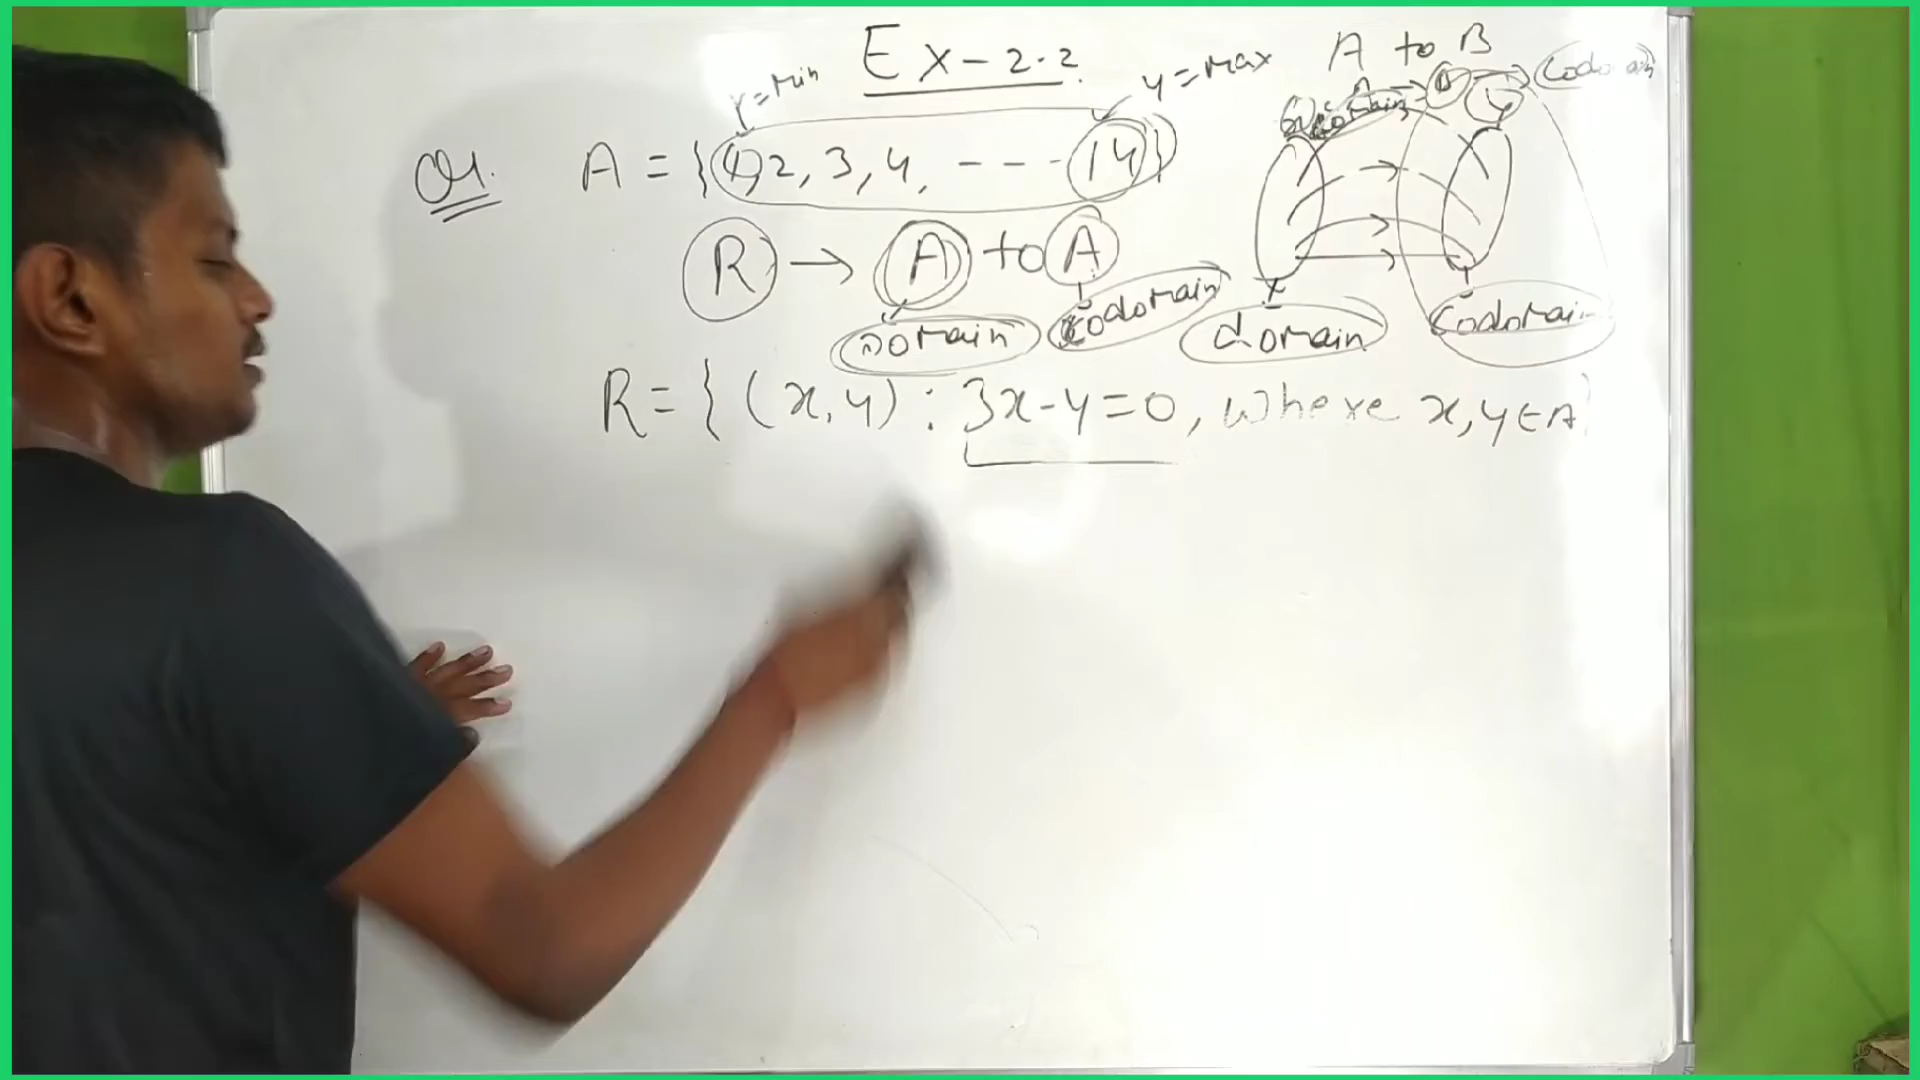 Ex-2.2
A to B
y = Min
y = Max
Codomain
Q1. A = {1,2,3,4, --- 14}
R → A to A
Domain
Codomain
domain
Codomain
R = { (x,y) : 3x-y=0, Where x,y ∈ A}